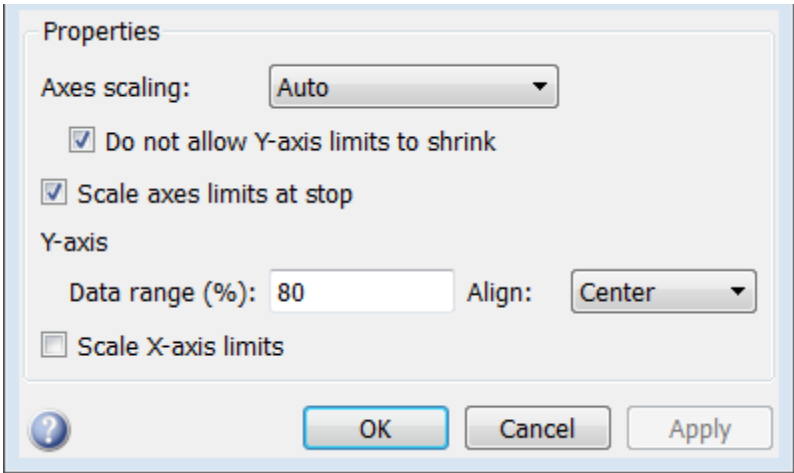 Properties
Axes scaling: Auto
Do not allow Y-axis limits to shrink
Scale axes limits at stop
Y-axis
Data range (%): 80 Align: Center
Scale X-axis limits
? OK Cancel Apply